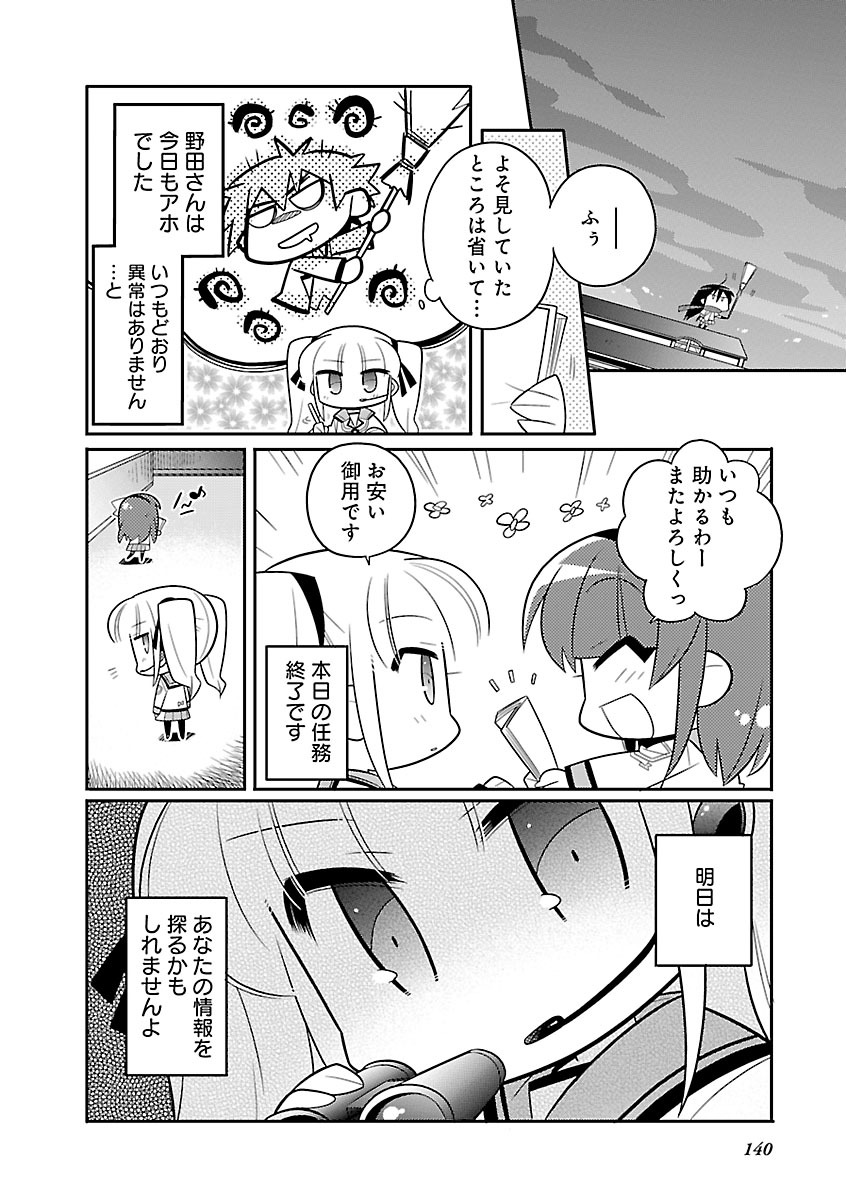 ふぅ
よそ見していた
ところは省いて…
野田さんは
今日もアホ
でした
いつもどおり
異常はありません
…と
いつも
助かるわー
またよろしくっ
お安い
御用です
本日の任務
終了です
明日は
あなたの情報を
探るかも
しれませんよ
140